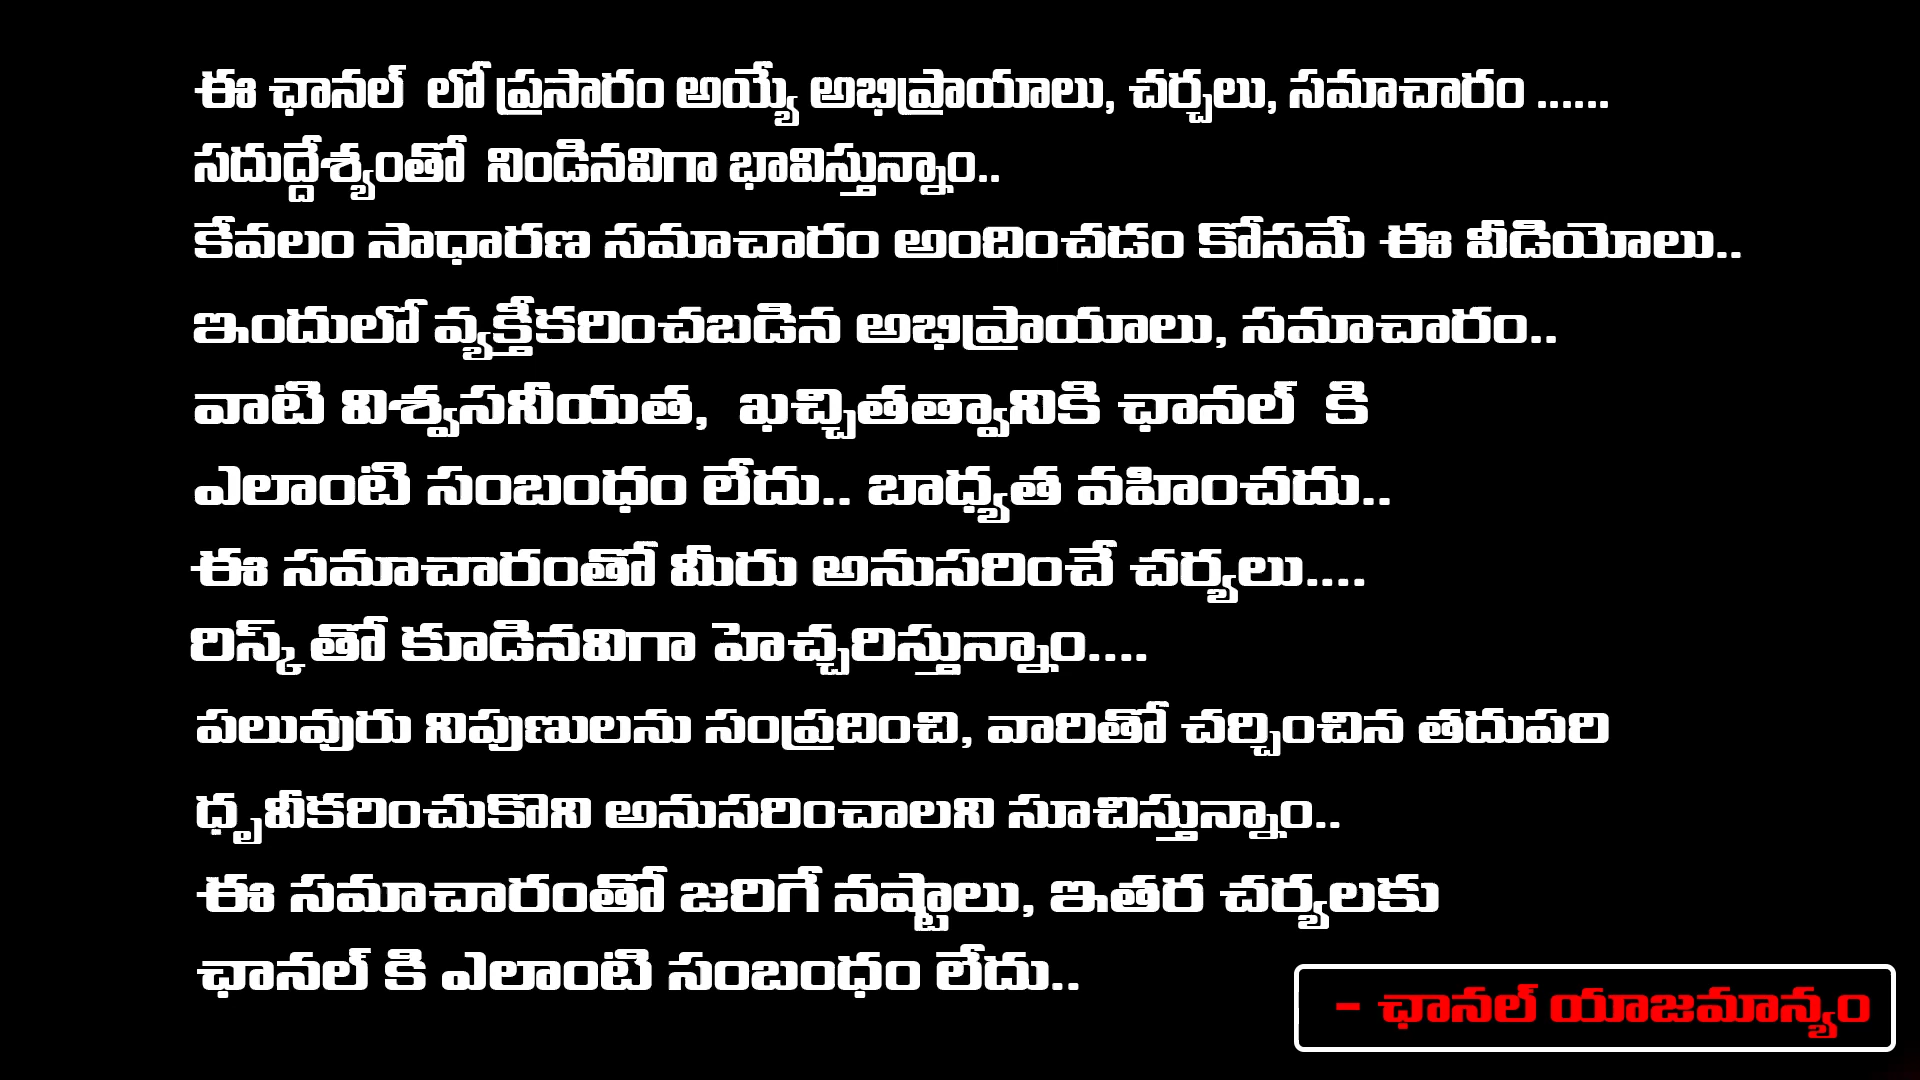 ఈ ఛానల్ లో ప్రసారం అయ్యే అభిప్రాయాలు, చర్చలు, సమాచారం ......
సదుద్దేశ్యంతో నిండినవిగా భావిస్తున్నాం..
కేవలం సాధారణ సమాచారం అందించడం కోసమే ఈ వీడియోలు..
ఇందులో వ్యక్తీకరించబడిన అభిప్రాయాలు, సమాచారం..
వాటి విశ్వసనీయత, ఖచ్చితత్వానికి ఛానల్ కి
ఎలాంటి సంబంధం లేదు.. బాధ్యత వహించదు..
ఈ సమాచారంతో మీరు అనుసరించే చర్యలు....
రిస్క్ తో కూడినవిగా హెచ్చరిస్తున్నాం....
పలువురు నిపుణులను సంప్రదించి, వారితో చర్చించిన తదుపరి
ధృవీకరించుకొని అనుసరించాలని సూచిస్తున్నాం..
ఈ సమాచారంతో జరిగే నష్టాలు, ఇతర చర్యలకు
ఛానల్ కి ఎలాంటి సంబంధం లేదు..
- ఛానల్ యాజమాన్యం